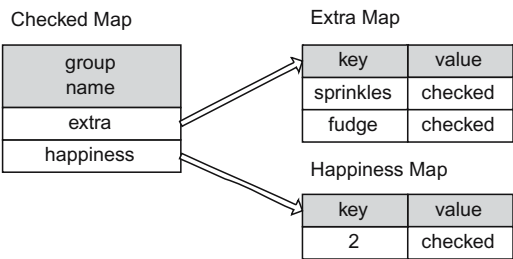 Checked Map
group
name
extra
happiness
Extra Map
key value
sprinkles checked
fudge checked
Happiness Map
key value
2 checked